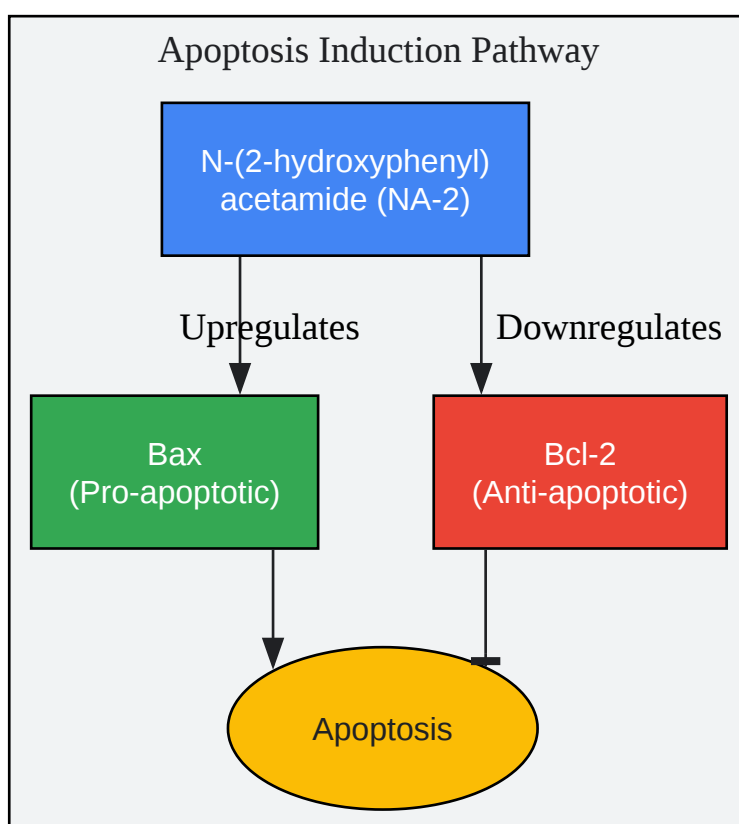 Apoptosis Induction Pathway
N-(2-hydroxyphenyl)
acetamide (NA-2)
Upregulates
Downregulates
Bax
(Pro-apoptotic)
Bcl-2
(Anti-apoptotic)
Apoptosis